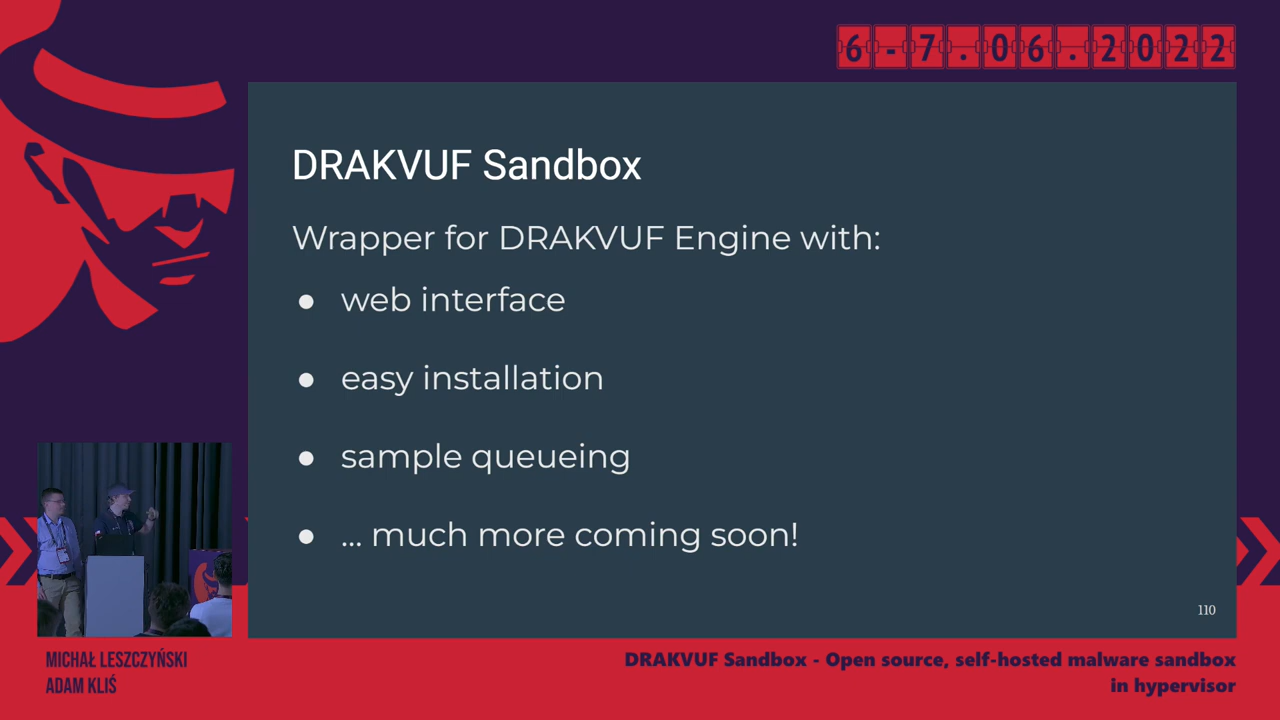 6-7.06.2022
DRAKVUF Sandbox
Wrapper for DRAKVUF Engine with:
● web interface
● easy installation
● sample queueing
● ... much more coming soon!
110
MICHAŁ LESZCZYŃSKI
ADAM KLIŚ
DRAKVUF Sandbox - Open source, self-hosted malware sandbox
in hypervisor